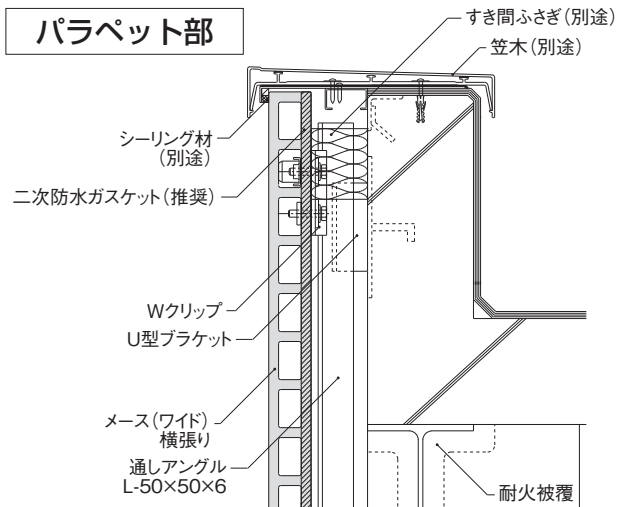 パラペット部
すき間ふさぎ(別途)
笠木(別途)
シーリング材
(別途)
二次防水ガスケット(推奨)
Wクリップ
U型ブラケット
メース(ワイド)
横張り
通しアングル
L-50×50×6
耐火被覆